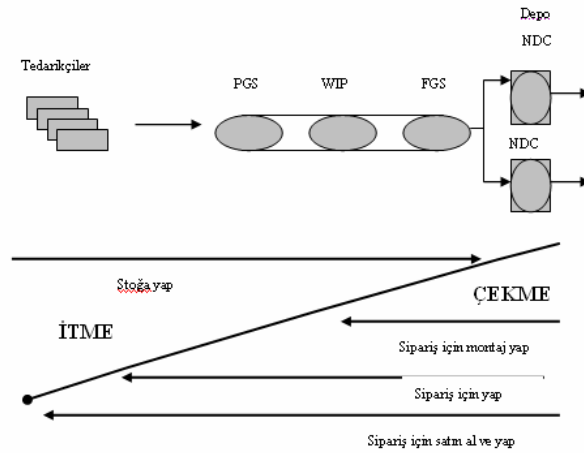 Depo
NDC
Tedarikçiler
PGS
WIP
FGS
NDC
Stoğa yap
ÇEKME
İTME
Sipariş için montaj yap
Sipariş için yap
Sipariş için satın al ve yap